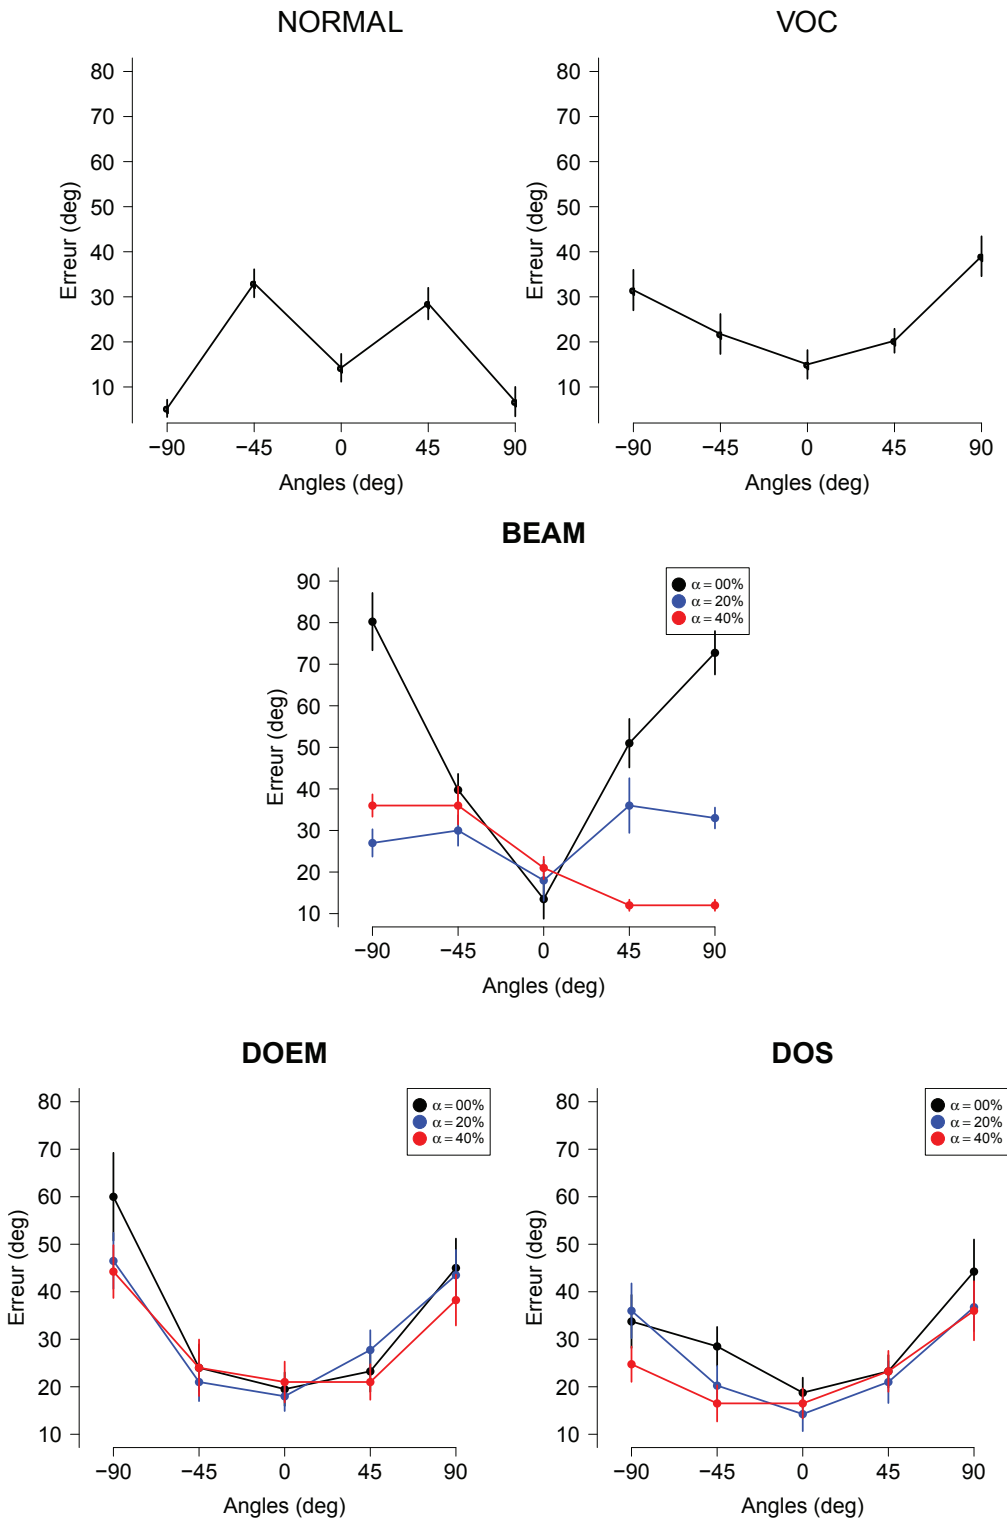 NORMAL
80
70
60
50
40
30
20
10
Erreur (deg)
−90 −45 0 45 90
Angles (deg)
VOC
80
70
60
50
40
30
20
10
Erreur (deg)
−90 −45 0 45 90
Angles (deg)
BEAM
90
80
70
60
50
40
30
20
10
Erreur (deg)
−90 −45 0 45 90
Angles (deg)
α = 00%
α = 20%
α = 40%
DOEM
80
70
60
50
40
30
20
10
Erreur (deg)
−90 −45 0 45 90
Angles (deg)
α = 00%
α = 20%
α = 40%
DOS
80
70
60
50
40
30
20
10
Erreur (deg)
−90 −45 0 45 90
Angles (deg)
α = 00%
α = 20%
α = 40%